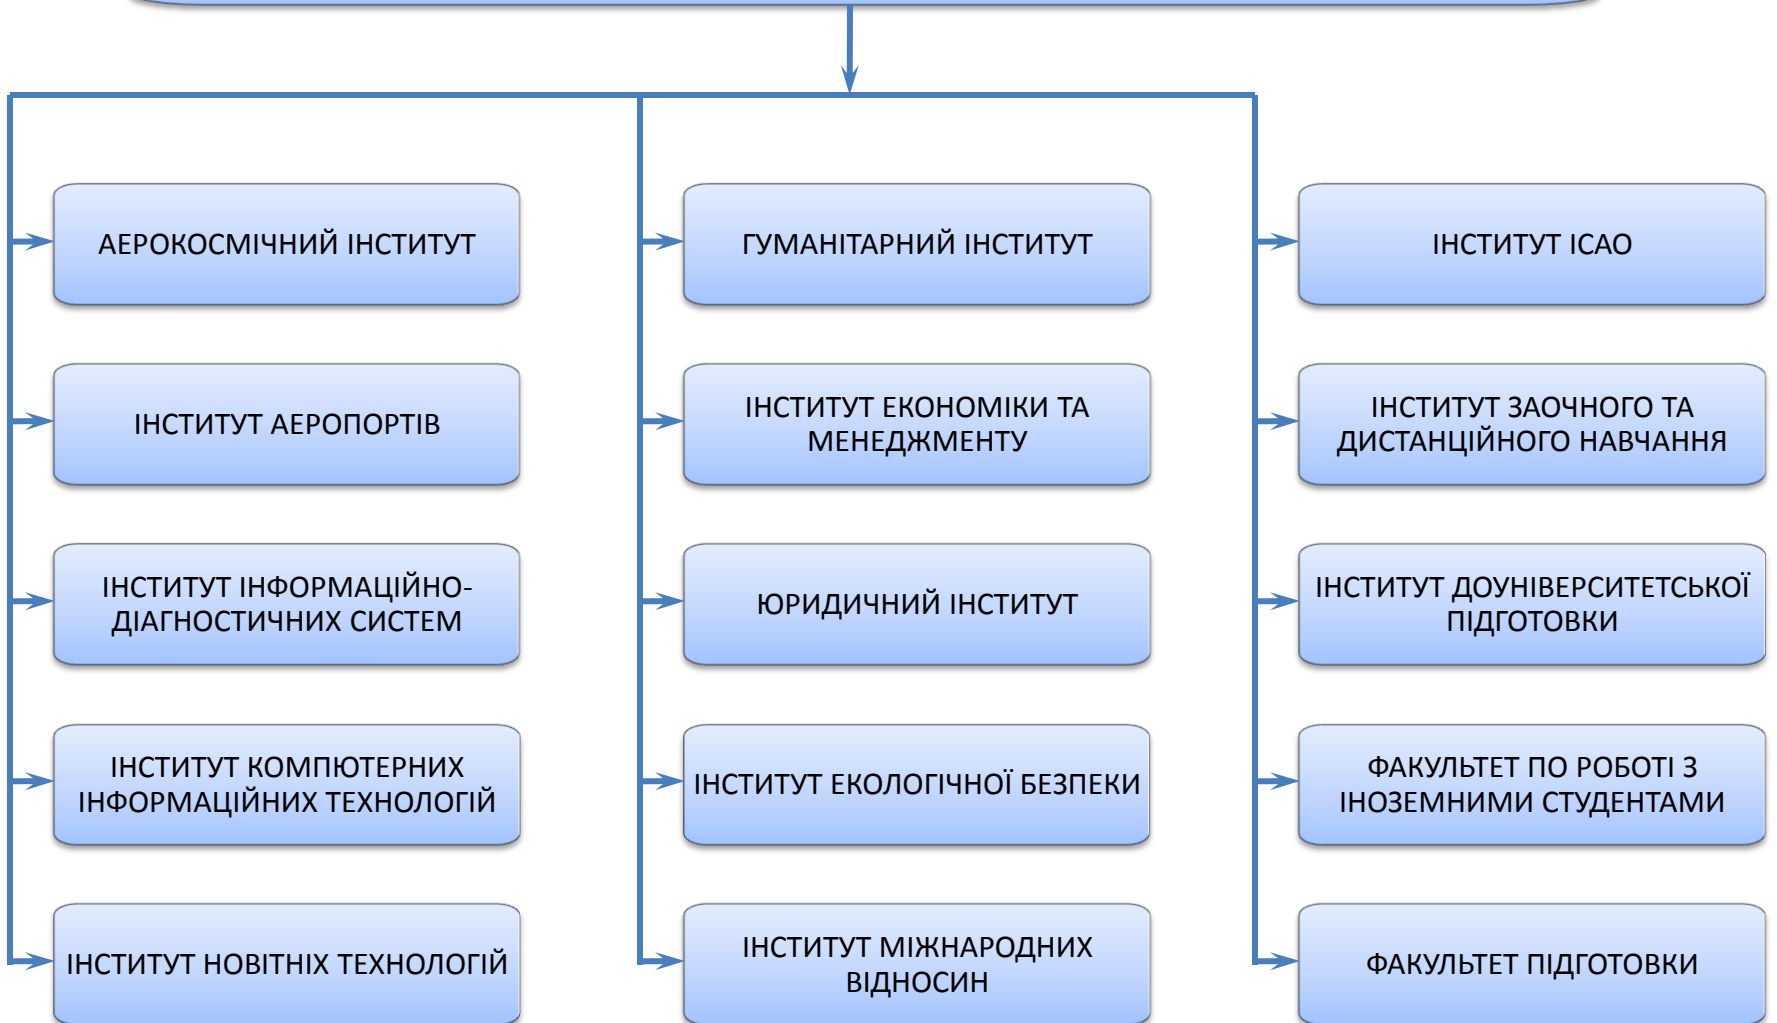 АЕРОКОСМІЧНИЙ ІНСТИТУТ
ІНСТИТУТ АЕРОПОРТІВ
ІНСТИТУТ ІНФОРМАЦІЙНО-
ДІАГНОСТИЧНИХ СИСТЕМ
ІНСТИТУТ КОМПЮТЕРНИХ
ІНФОРМАЦІЙНИХ ТЕХНОЛОГІЙ
ІНСТИТУТ НОВІТНІХ ТЕХНОЛОГІЙ
ГУМАНІТАРНИЙ ІНСТИТУТ
ІНСТИТУТ ЕКОНОМІКИ ТА
МЕНЕДЖМЕНТУ
ЮРИДИЧНИЙ ІНСТИТУТ
ІНСТИТУТ ЕКОЛОГІЧНОЇ БЕЗПЕКИ
ІНСТИТУТ МІЖНАРОДНИХ
ВІДНОСИН
ІНСТИТУТ ІСАО
ІНСТИТУТ ЗАОЧНОГО ТА
ДИСТАНЦІЙНОГО НАВЧАННЯ
ІНСТИТУТ ДОУНІВЕРСИТЕТСЬКОЇ
ПІДГОТОВКИ
ФАКУЛЬТЕТ ПО РОБОТІ З
ІНОЗЕМНИМИ СТУДЕНТАМИ
ФАКУЛЬТЕТ ПІДГОТОВКИ